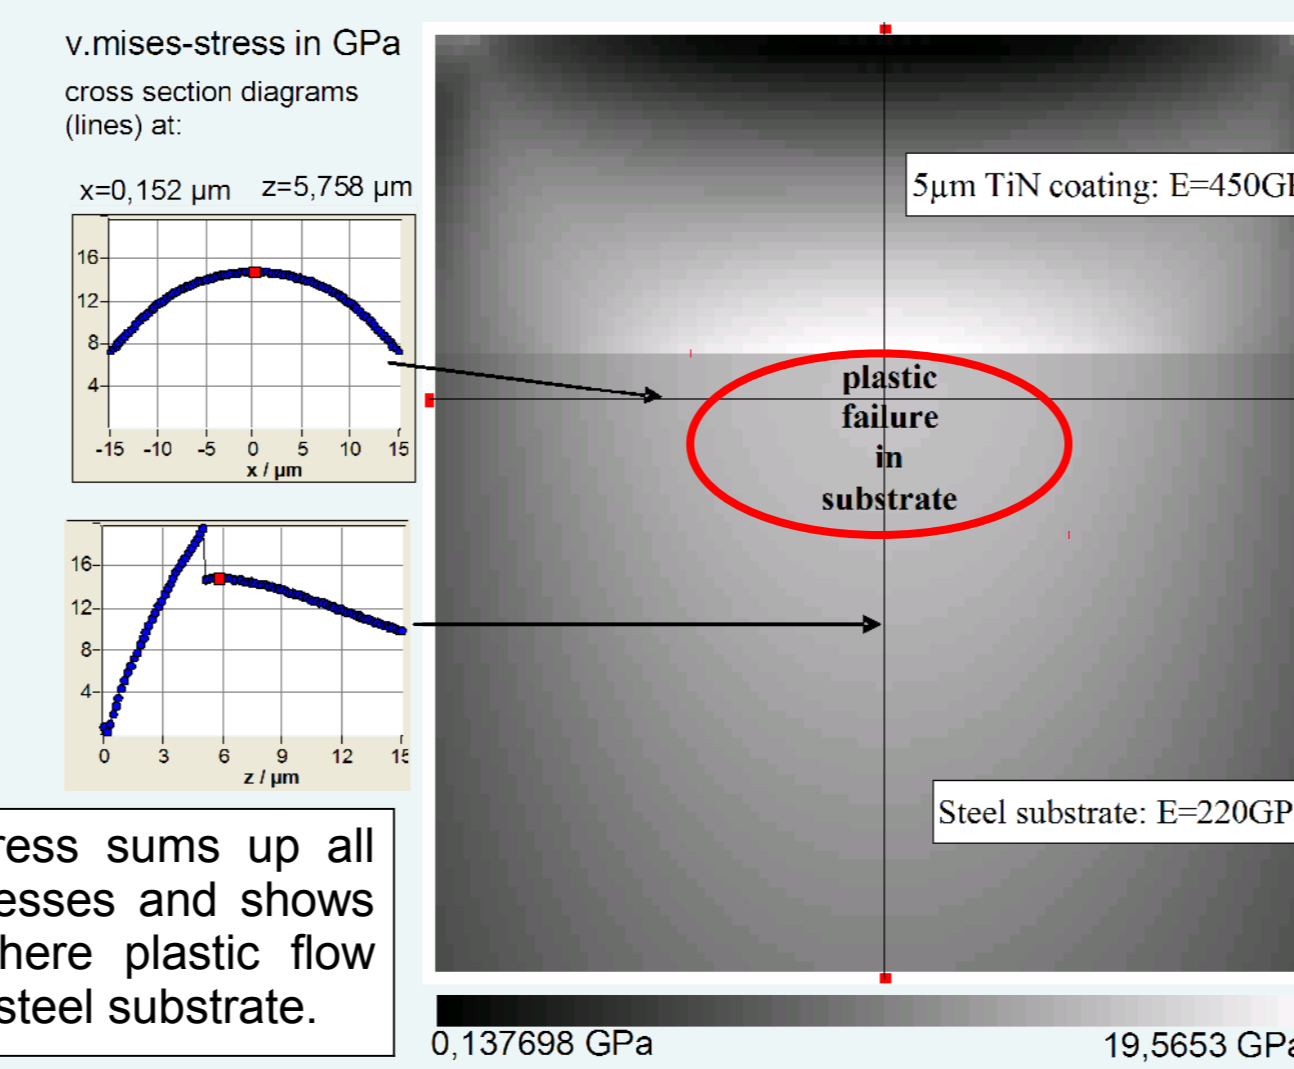 v.mises-stress in GPa
cross section diagrams
(lines) at:
x=0,152 µm z=5,758 µm
16
12
8
4
-15 -10 -5 0 5 10 15
x / µm
16
12
8
4
0 3 6 9 12 15
z / µm
5µm TiN coating: E=450G
plastic
failure
in
substrate
Steel substrate: E=220GP
ress sums up all
esses and shows
here plastic flow
steel substrate.
0,137698 GPa
19,5653 GPa